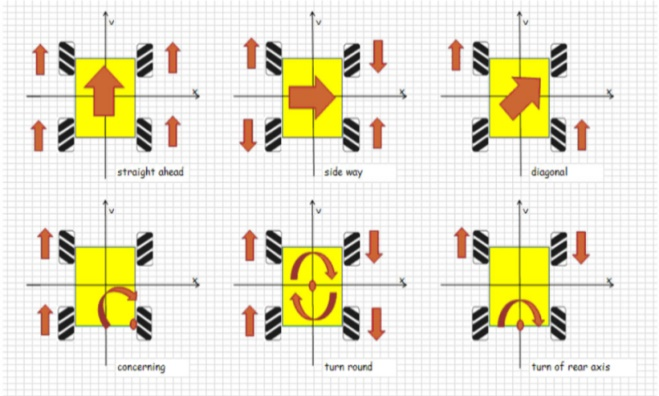 v
v
v
x
x
x
straight ahead
side way
diagonal
v
v
v
x
x
x
concerning
turn round
turn of rear axis